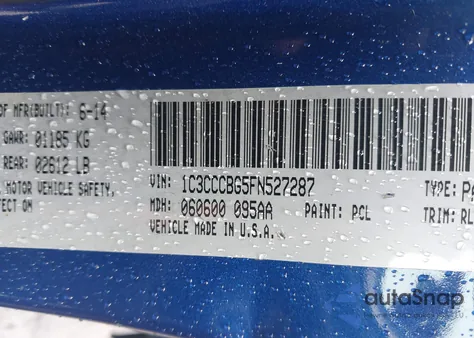 OF MFR(BUILT): 6-14
GAWR: 01185 KG
REAR: 02612 LB
MOTOR VEHICLE SAFETY,
ECT ON
VIN: 1C3CCCBG5FN527287
TYPE: PA
MDH: 060600 095AA PAINT: PCL
TRIM: RL
VEHICLE MADE IN U.S.A.
autoSnap